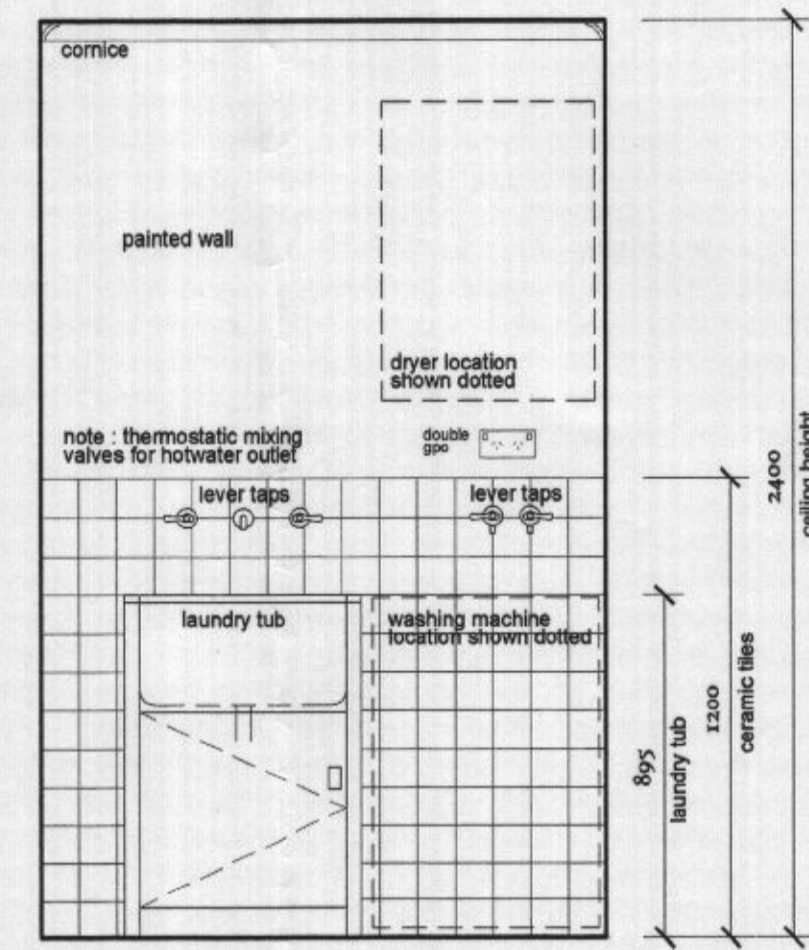 cornice
painted wall
dryer location
shown dotted
note : thermostatic mixing
valves for hotwater outlet
double
gpo
lever taps
lever taps
laundry tub
washing machine
location shown dotted
895
laundry tub
1200
ceramic tiles
2400
ceiling height